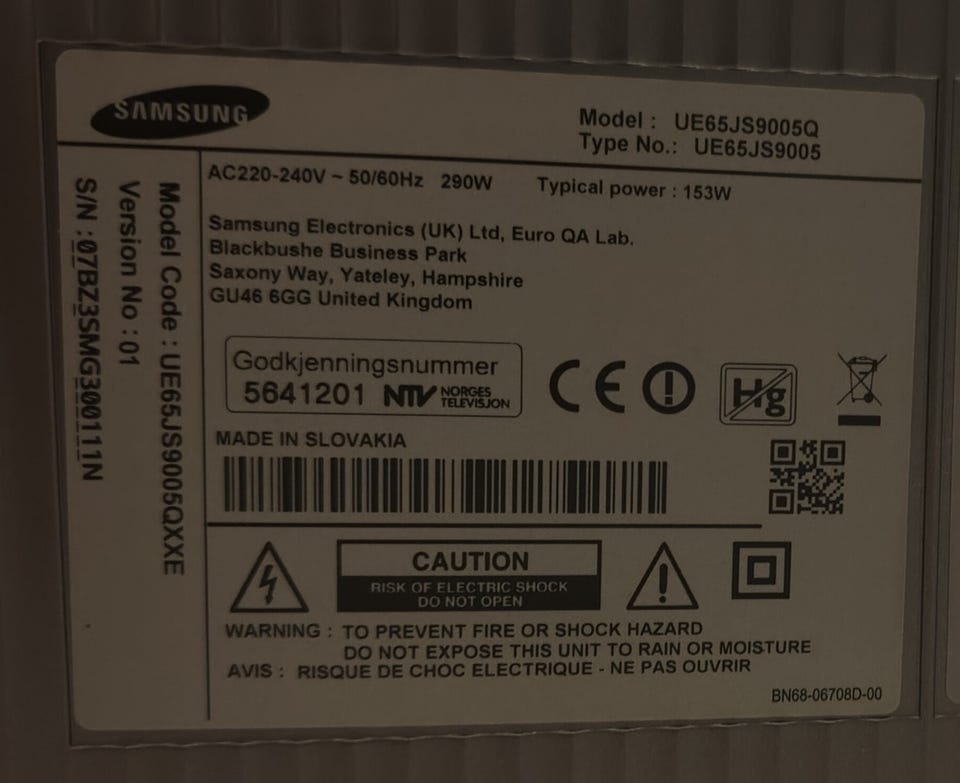 SAMSUNG
Model : UE65JS9005Q
Type No.: UE65JS9005
AC220-240V ~ 50/60Hz 290W Typical power : 153W
Samsung Electronics (UK) Ltd, Euro QA Lab.
Blackbushe Business Park
Saxony Way, Yateley, Hampshire
GU46 6GG United Kingdom
Godkjenningsnummer
5641201 NTV NORGES TELEVISJON
CE Hg
MADE IN SLOVAKIA
CAUTION
RISK OF ELECTRIC SHOCK
DO NOT OPEN
WARNING : TO PREVENT FIRE OR SHOCK HAZARD
DO NOT EXPOSE THIS UNIT TO RAIN OR MOISTURE
AVIS : RISQUE DE CHOC ELECTRIQUE - NE PAS OUVRIR
BN68-06708D-00
Model Code : UE65JS9005QXXE
Version No : 01
S/N : 07BZ3SMG300111N